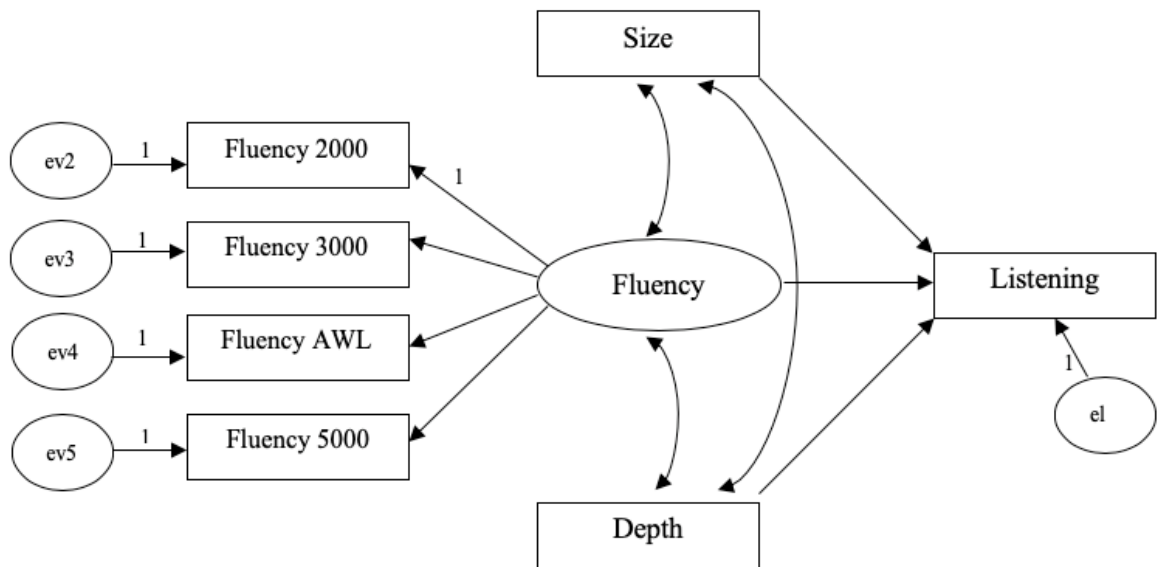 Size
ev2
1
Fluency 2000
1
ev3
1
Fluency 3000
Fluency
Listening
ev4
1
Fluency AWL
1
el
ev5
1
Fluency 5000
Depth